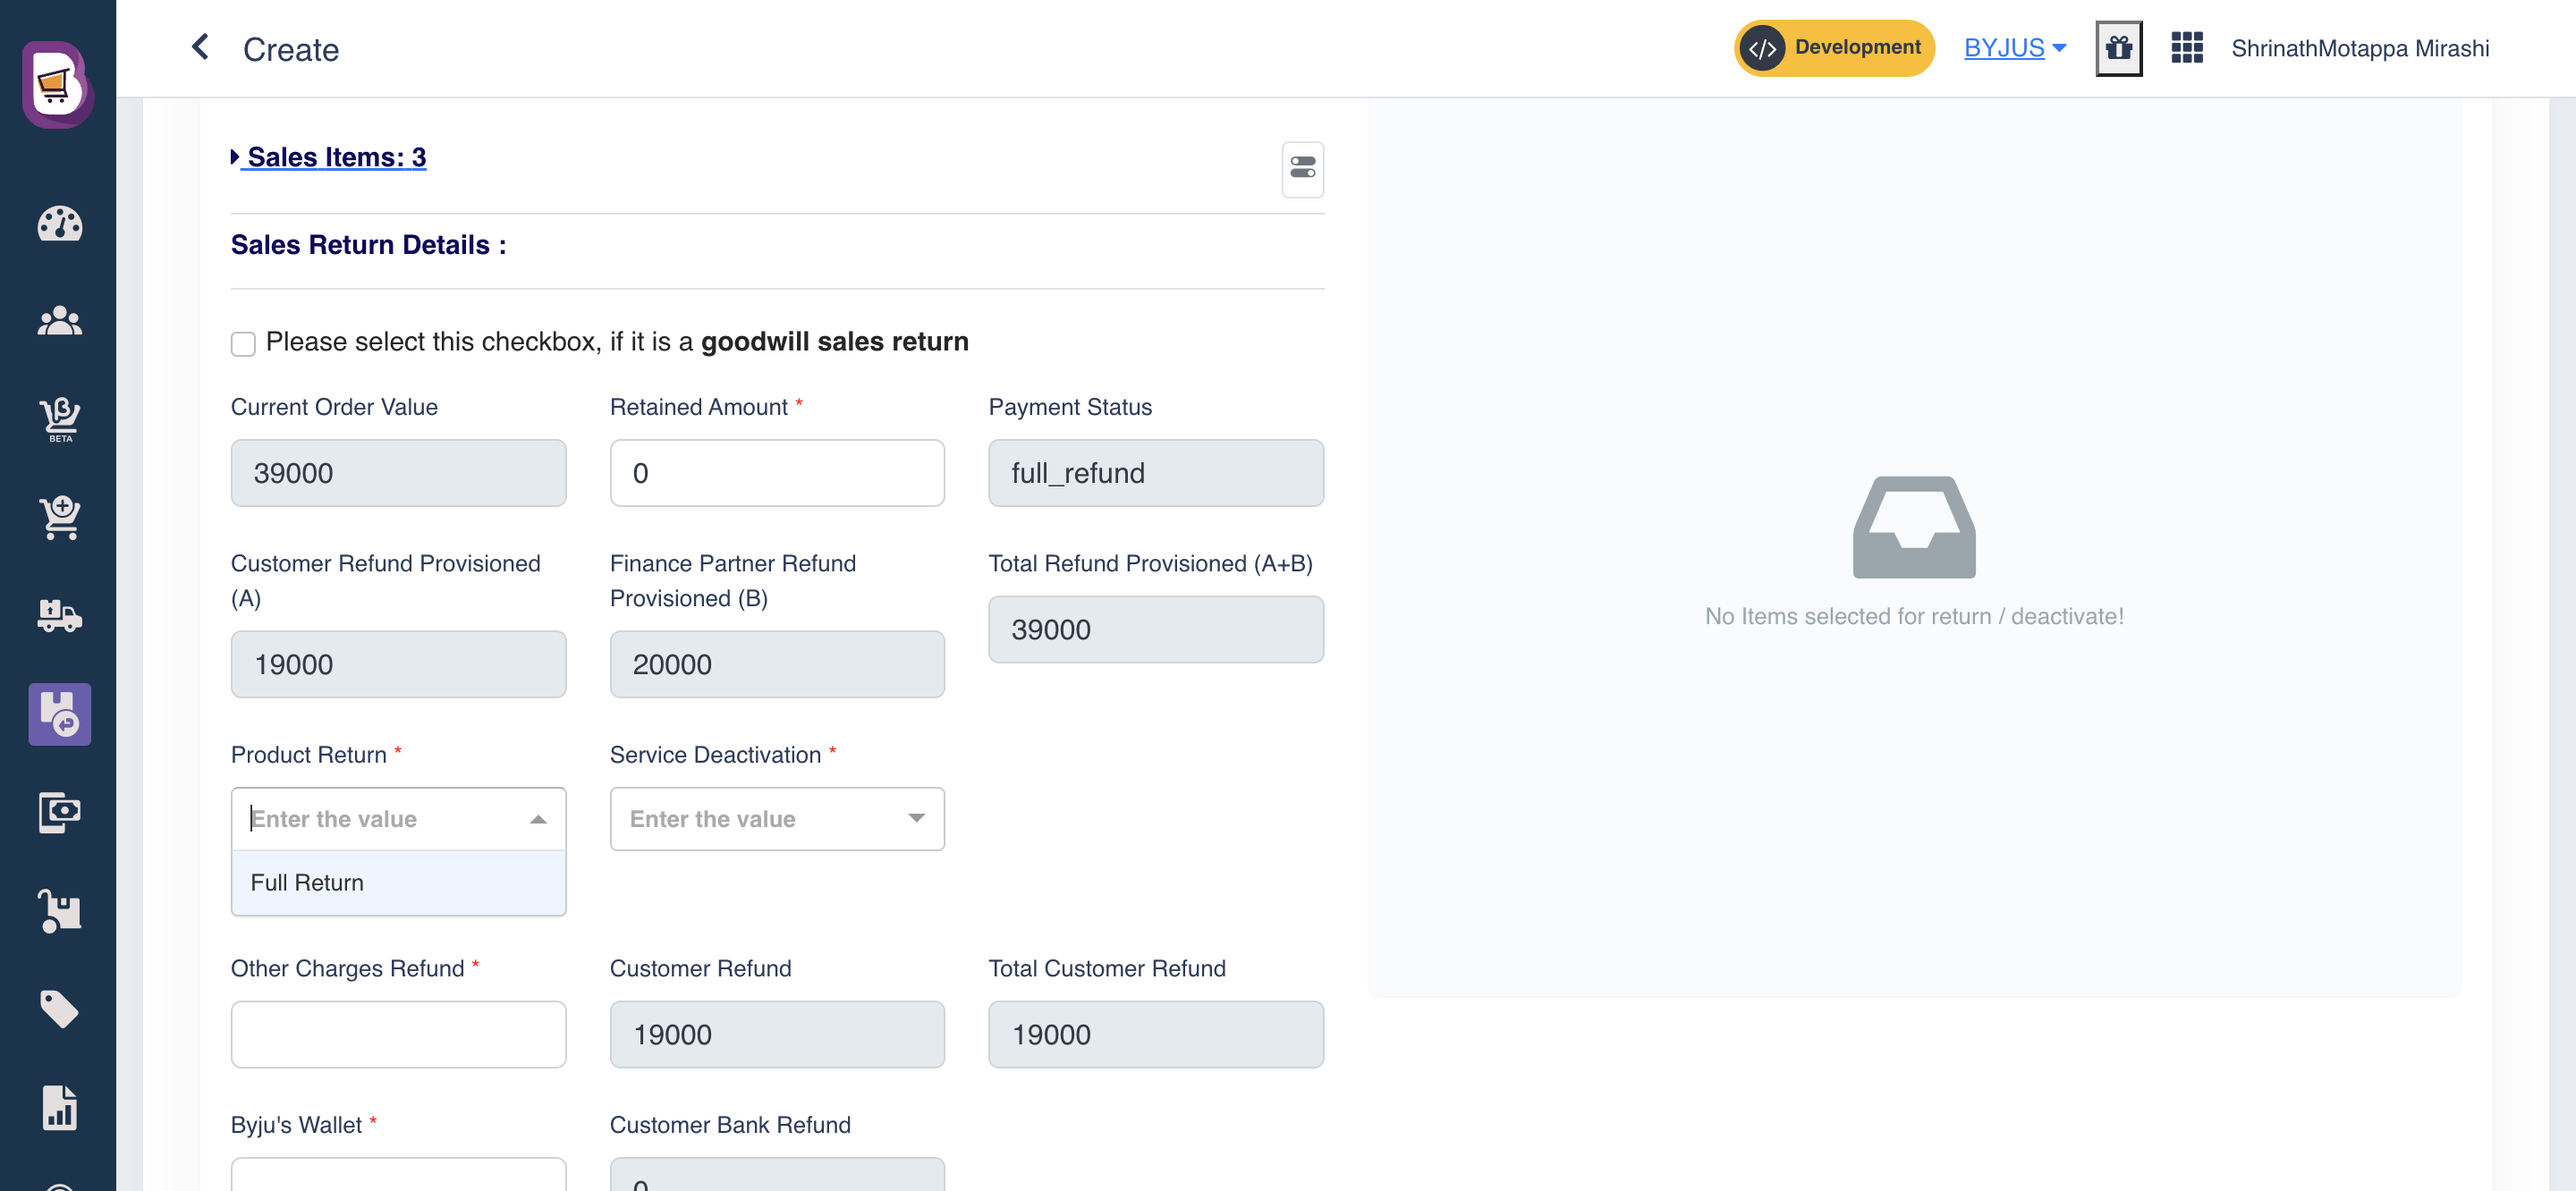 Create
</> Development
BYJUS
ShrinathMotappa Mirashi
β
BETA
Sales Items: 3
Sales Return Details :
Please select this checkbox, if it is a goodwill sales return
Current Order Value
Retained Amount *
Payment Status
39000
0
full_refund
Customer Refund Provisioned
(A)
Finance Partner Refund
Provisioned (B)
Total Refund Provisioned (A+B)
19000
20000
39000
No Items selected for return / deactivate!
Product Return *
Service Deactivation *
Enter the value
Enter the value
Full Return
Other Charges Refund *
Customer Refund
Total Customer Refund
19000
19000
Byju's Wallet *
Customer Bank Refund
0